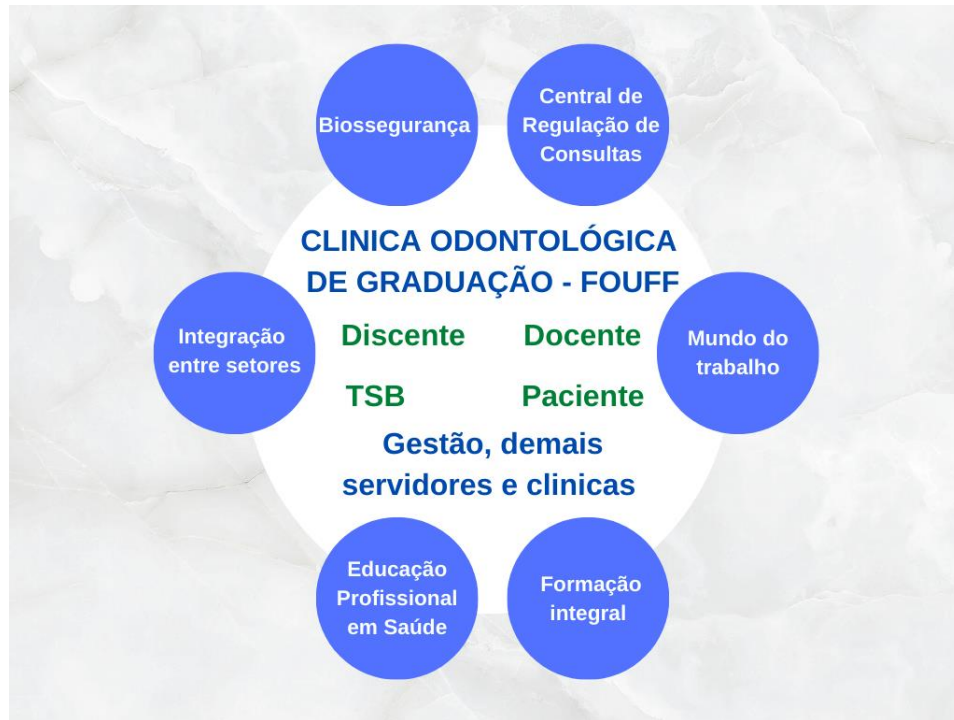 Biossegurança
Central de
Regulação de
Consultas
CLINICA ODONTOLÓGICA
DE GRADUAÇÃO - FOUFF
Integração
entre setores
Discente
Docente
TSB
Paciente
Mundo do
trabalho
Gestão, demais
servidores e clinicas
Educação
Profissional
em Saúde
Formação
integral